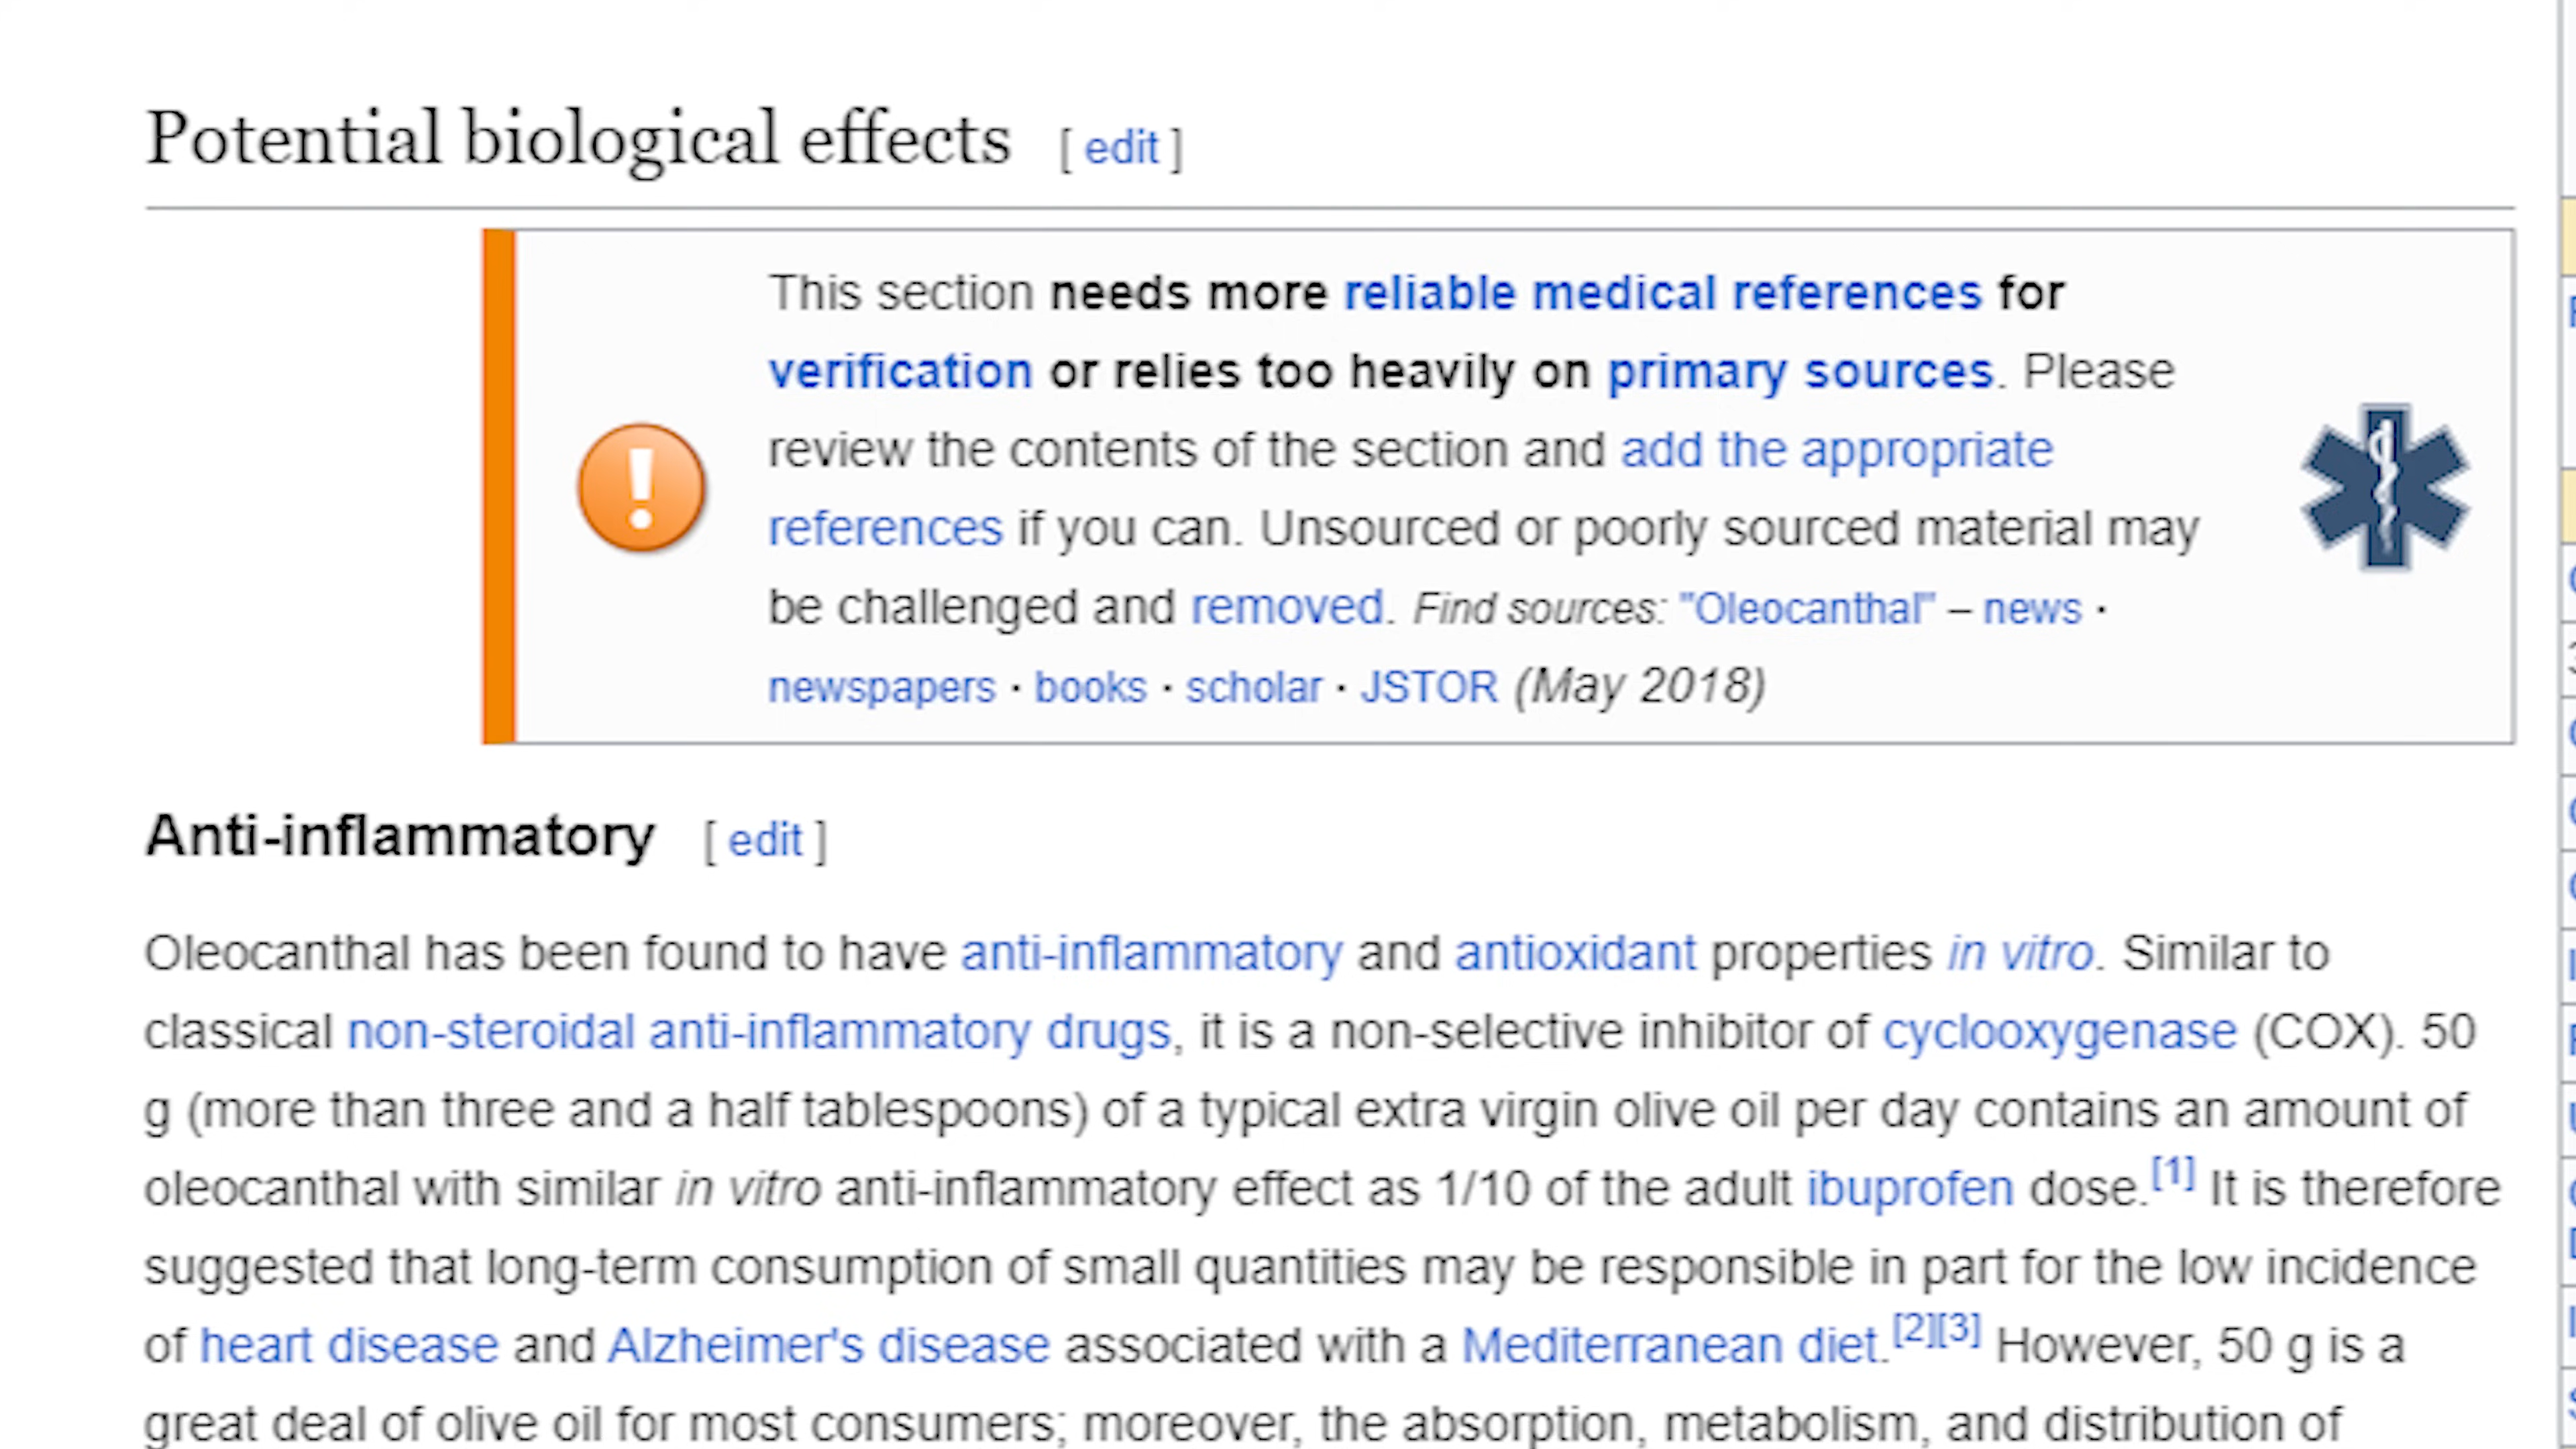 Potential biological effects [ edit ]
This section needs more reliable medical references for
verification or relies too heavily on primary sources. Please
review the contents of the section and add the appropriate
references if you can. Unsourced or poorly sourced material may
be challenged and removed. Find sources: "Oleocanthal" – news ·
newspapers · books · scholar · JSTOR (May 2018)
Anti-inflammatory [ edit ]
Oleocanthal has been found to have anti-inflammatory and antioxidant properties in vitro. Similar to
classical non-steroidal anti-inflammatory drugs, it is a non-selective inhibitor of cyclooxygenase (COX). 50
g (more than three and a half tablespoons) of a typical extra virgin olive oil per day contains an amount of
oleocanthal with similar in vitro anti-inflammatory effect as 1/10 of the adult ibuprofen dose.[1] It is therefore
suggested that long-term consumption of small quantities may be responsible in part for the low incidence
of heart disease and Alzheimer's disease associated with a Mediterranean diet.[2][3] However, 50 g is a
great deal of olive oil for most consumers; moreover, the absorption, metabolism, and distribution of